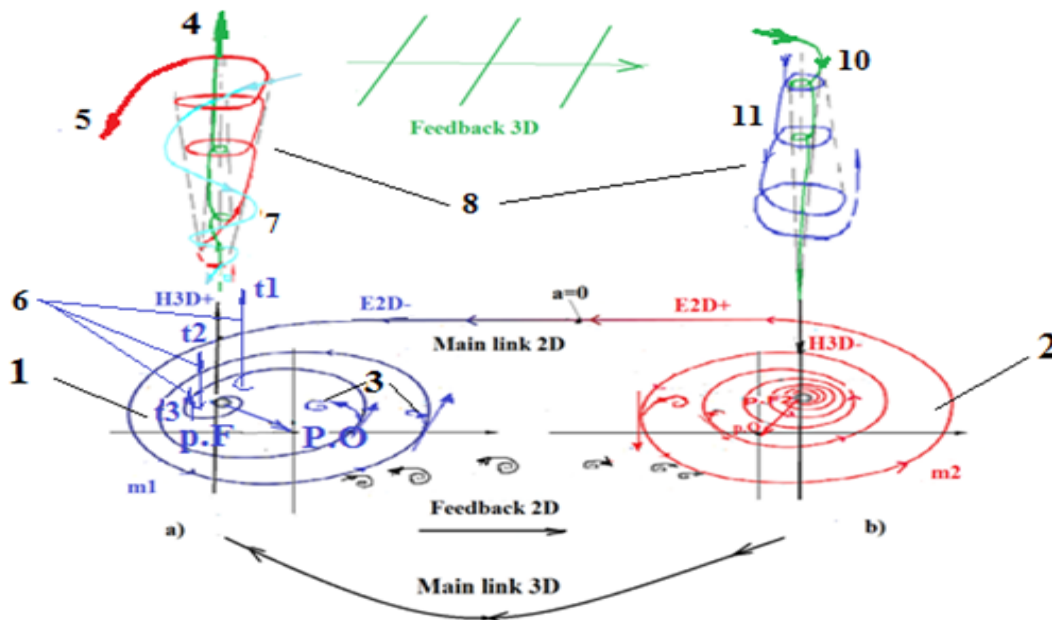 4
10
5
Feedback 3D
11
8
7
6
H3D+
t1
E2D-
a=0
E2D+
t2
Main link 2D
H3D-
2
1
3
t3
p.F
P.O
p.O
m1
m2
Feedback 2D
a)
b)
Main link 3D